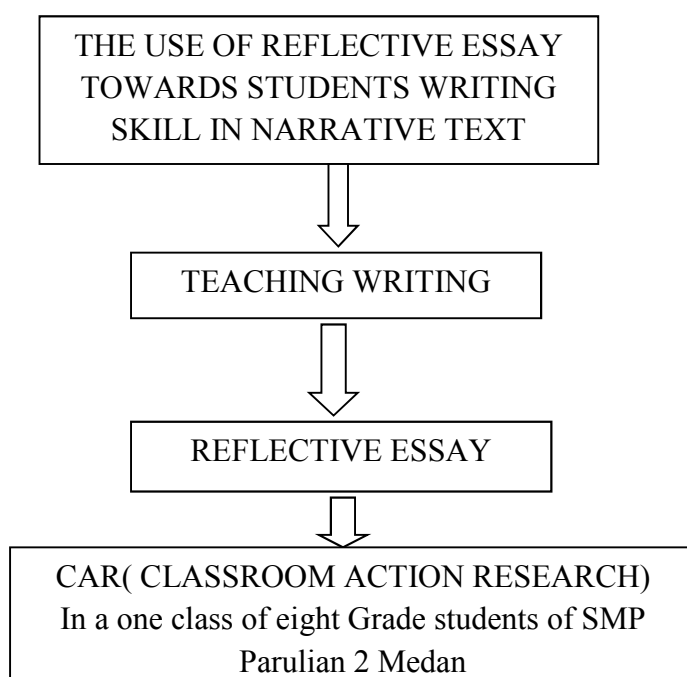 THE USE OF REFLECTIVE ESSAY
TOWARDS STUDENTS WRITING
SKILL IN NARRATIVE TEXT
TEACHING WRITING
REFLECTIVE ESSAY
CAR( CLASSROOM ACTION RESEARCH)
In a one class of eight Grade students of SMP
Parulian 2 Medan